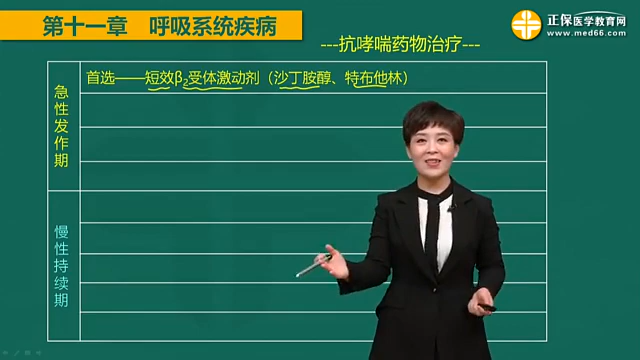 第十一章 呼吸系统疾病
正保医学教育网
www.med66.com
---抗哮喘药物治疗---
急性发作期
首选——短效β₂受体激动剂（沙丁胺醇、特布他林）
慢性持续期